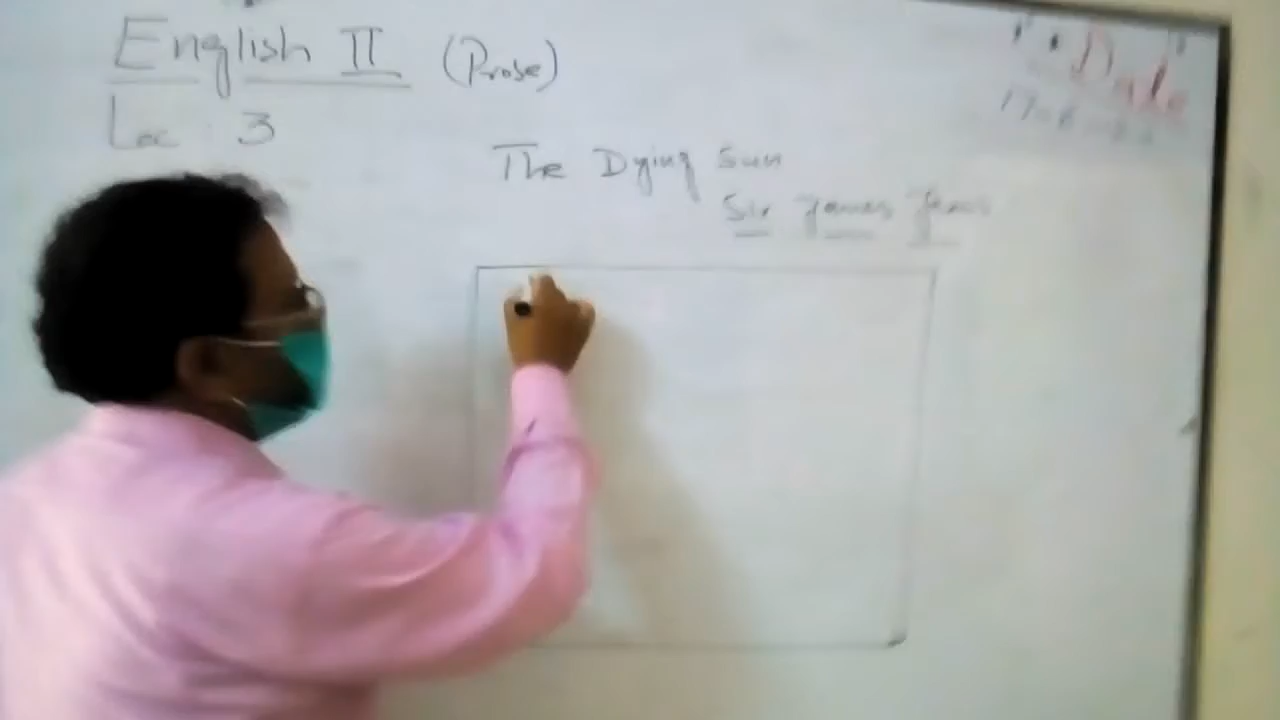 English II (Prose)
Date
Lec 3
The Dying Sun
Sir James Jeans